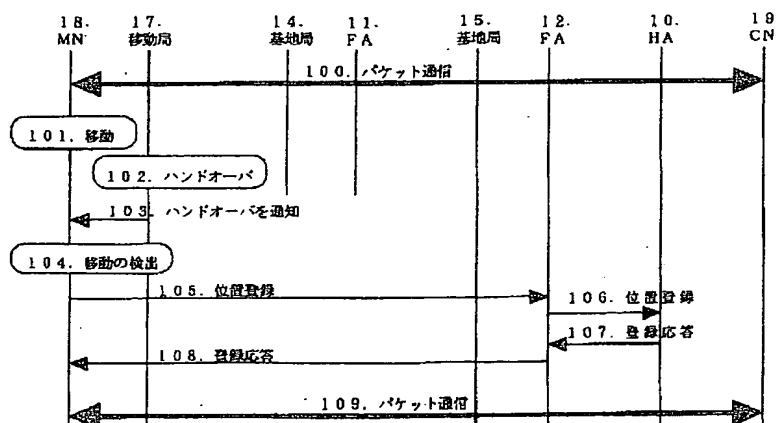 18. 17. 14. 11. 15. 12. 10. 19
MN 移動局 基地局 FA 基地局 FA HA CN
100. パケット通信
101. 移動
102. ハンドオーバ
103. ハンドオーバを通知
104. 移動の検出
105. 位置登録
106. 位置登録
107. 登録応答
108. 登録応答
109. パケット通信